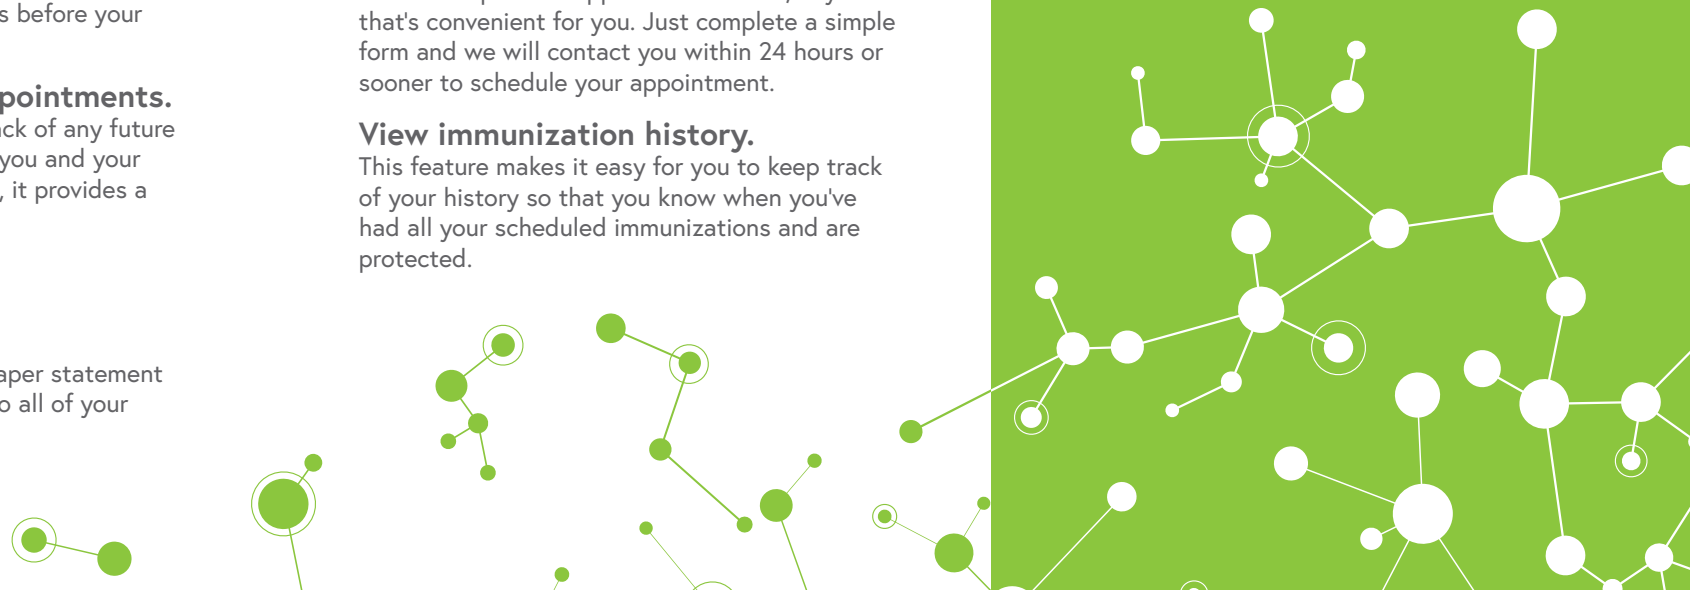 s before your
pointments.
ack of any future
you and your
, it provides a
aper statement
o all of your
that's convenient for you. Just complete a simple
form and we will contact you within 24 hours or
sooner to schedule your appointment.
View immunization history.
This feature makes it easy for you to keep track
of your history so that you know when you've
had all your scheduled immunizations and are
protected.